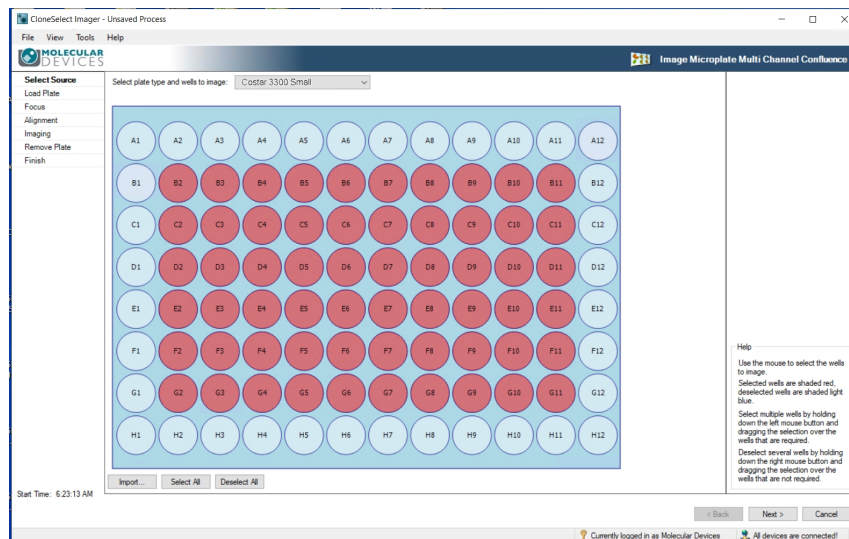 CloneSelect Imager - Unsaved Process
File View Tools Help
MOLECULAR
DEVICES
Image Microplate Multi Channel Confluence
Select Source
Load Plate
Focus
Alignment
Imaging
Remove Plate
Finish
Select plate type and wells to image: Costar 3300 Small
A1 A2 A3 A4 A5 A6 A7 A8 A9 A10 A11 A12
B1 B2 B3 B4 B5 B6 B7 B8 B9 B10 B11 B12
C1 C2 C3 C4 C5 C6 C7 C8 C9 C10 C11 C12
D1 D2 D3 D4 D5 D6 D7 D8 D9 D10 D11 D12
E1 E2 E3 E4 E5 E6 E7 E8 E9 E10 E11 E12
F1 F2 F3 F4 F5 F6 F7 F8 F9 F10 F11 F12
G1 G2 G3 G4 G5 G6 G7 G8 G9 G10 G11 G12
H1 H2 H3 H4 H5 H6 H7 H8 H9 H10 H11 H12
Help
Use the mouse to select the wells
to image.
Selected wells are shaded red,
deselected wells are shaded light
blue.
Select multiple wells by holding
down the left mouse button and
dragging the selection over the
wells that are required.
Deselect several wells by holding
down the right mouse button and
dragging the selection over the
wells that are not required.
Import... Select All Deselect All
Start Time: 6:23:13 AM
< Back Next > Cancel
Currently logged in as Molecular Devices All devices are connected!